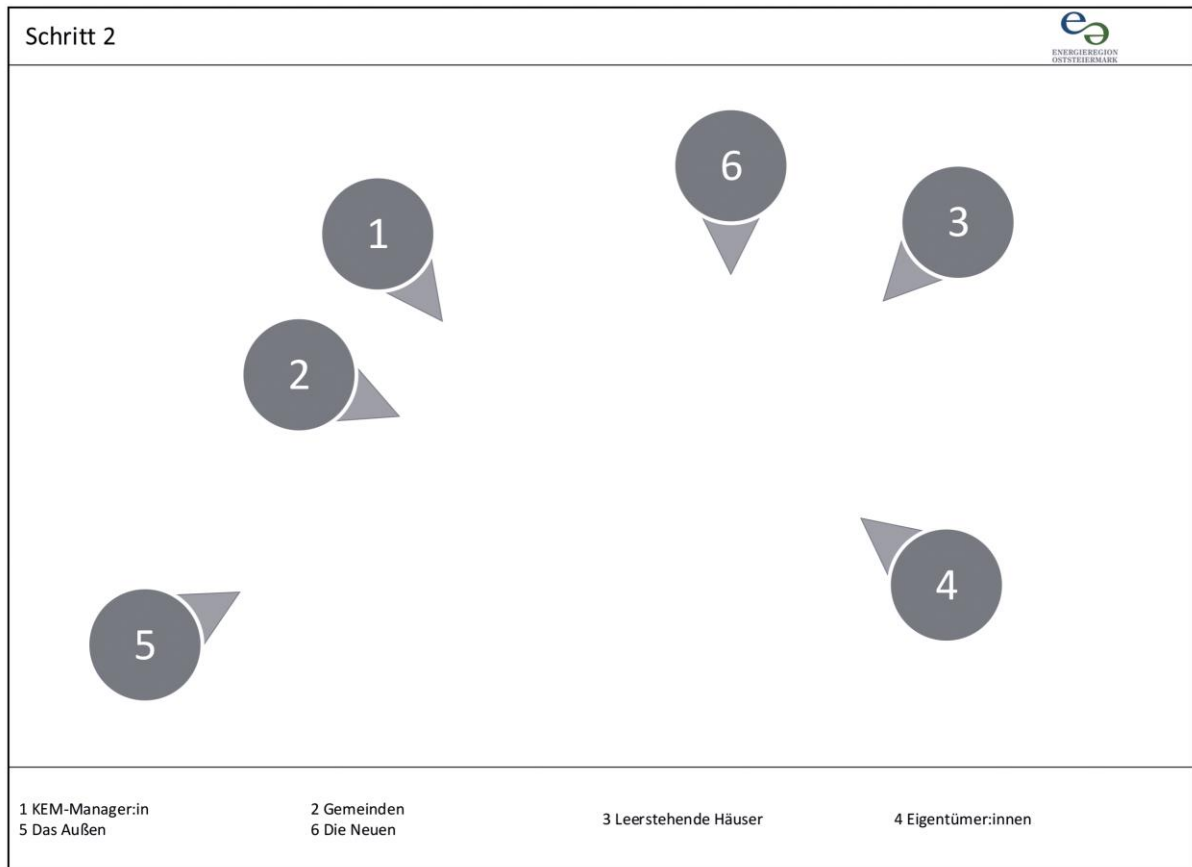 Schritt 2
ENERGIEREGION
OSTSTEIERMARK
6
3
1
2
4
5
1 KEM-Manager:in
2 Gemeinden
3 Leerstehende Häuser
4 Eigentümer:innen
5 Das Außen
6 Die Neuen